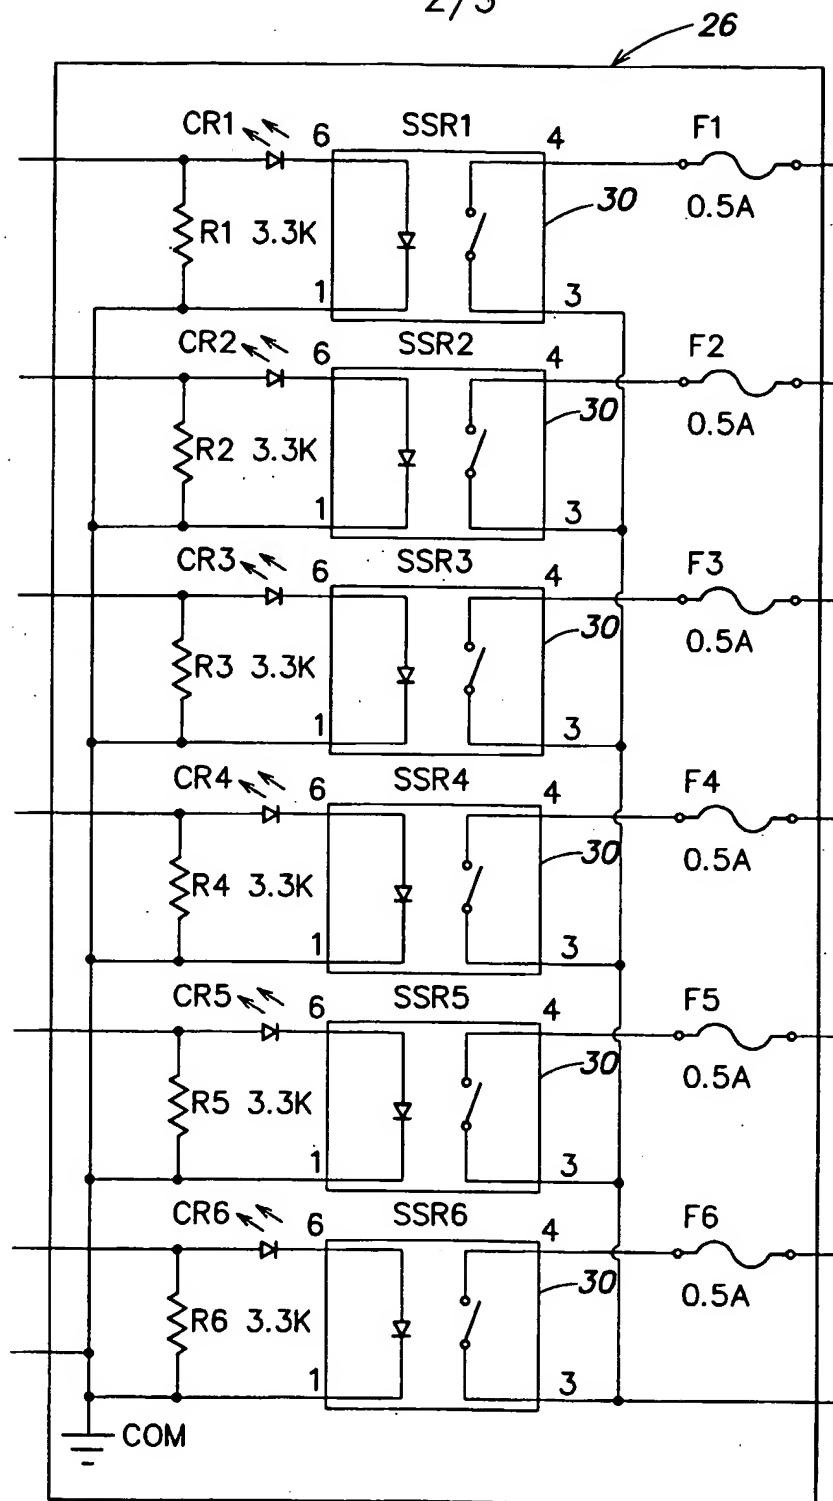 2/3
26
CR1 6 SSR1 4 F1
30
R1 3.3K 0.5A
1 3
CR2 6 SSR2 4 F2
30
R2 3.3K 0.5A
1 3
CR3 6 SSR3 4 F3
30
R3 3.3K 0.5A
1 3
CR4 6 SSR4 4 F4
30
R4 3.3K 0.5A
1 3
CR5 6 SSR5 4 F5
30
R5 3.3K 0.5A
1 3
CR6 6 SSR6 4 F6
30
R6 3.3K 0.5A
1 3
COM